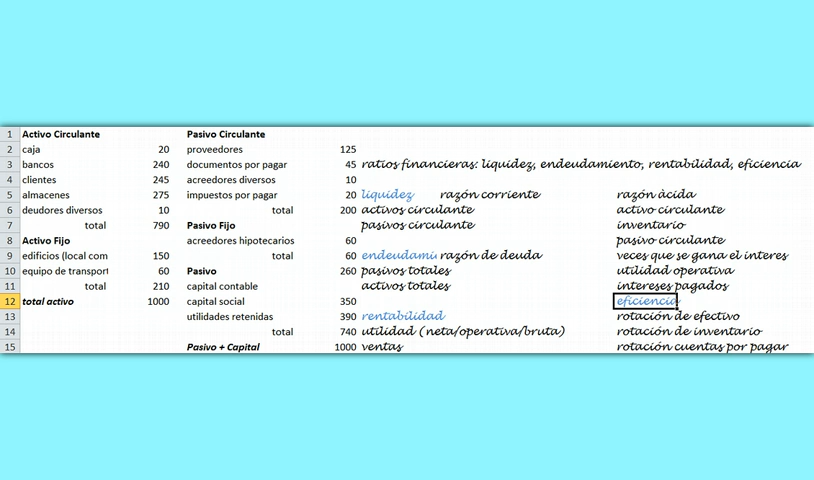 1 Activo Circulante Pasivo Circulante
2 caja 20 proveedores 125
3 bancos 240 documentos por pagar 45 ratios financieras: liquidez, endeudamiento, rentabilidad, eficiencia
4 clientes 245 acreedores diversos 10
5 almacenes 275 impuestos por pagar 20 liquidez razón corriente razón àcida
6 deudores diversos 10 total 200 activos circulante activo circulante
7 total 790 Pasivo Fijo pasivos circulante inventario
8 Activo Fijo acreedores hipotecarios 60 pasivo circulante
9 edificios (local com 150 total 60 endeudami razón de deuda veces que se gana el interes
10 equipo de transport 60 Pasivo 260 pasivos totales utilidad operativa
11 total 210 capital contable activos totales intereses pagados
12 total activo 1000 capital social 350 eficiencia
13 utilidades retenidas 390 rentabilidad rotación de efectivo
14 total 740 utilidad (neta/operativa/bruta) rotación de inventario
15 Pasivo + Capital 1000 ventas rotación cuentas por pagar